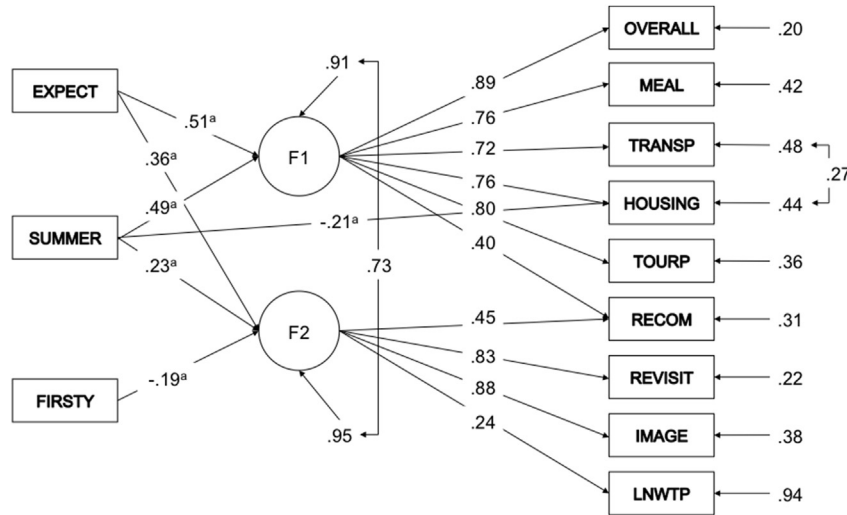 OVERALL
.20
.91
.89
EXPECT
MEAL
.42
.51ᵃ
.76
F1
TRANSP
.48
.36ᵃ
.72
.27
.76
HOUSING
.44
.49ᵃ
.80
-.21ᵃ
SUMMER
.40
.23ᵃ
.73
TOURP
.36
F2
.45
RECOM
.31
-.19ᵃ
.83
REVISIT
.22
FIRSTY
.88
.24
IMAGE
.38
.95
LNWTP
.94